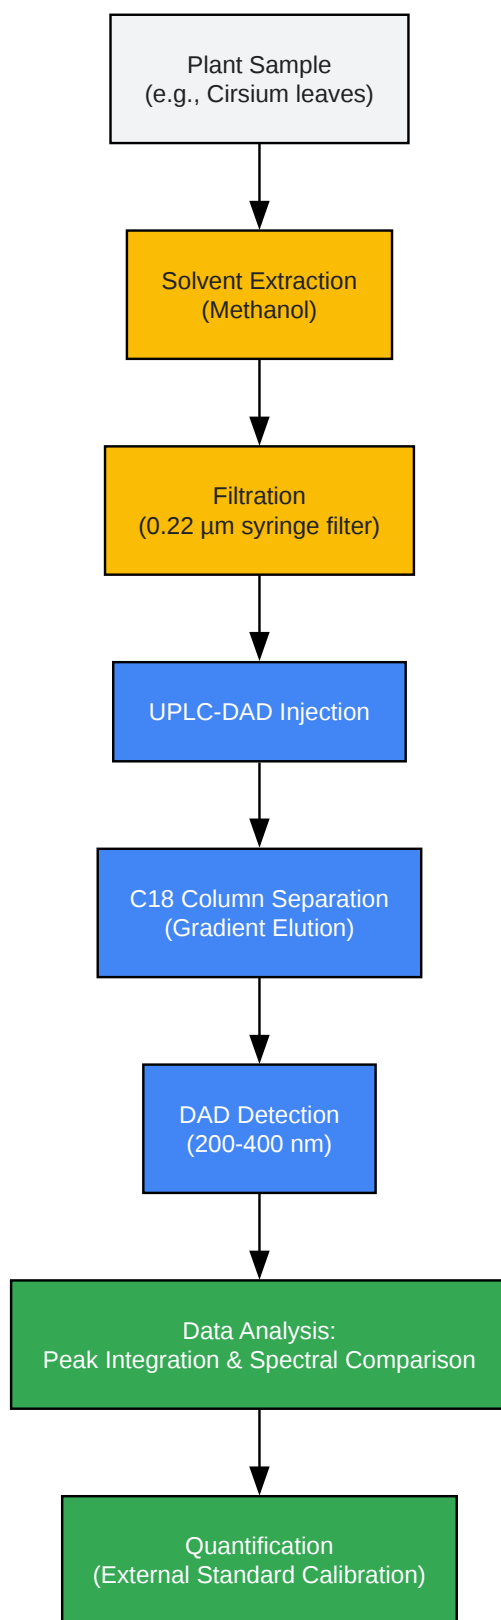 Plant Sample
(e.g., Cirsium leaves)
Solvent Extraction
(Methanol)
Filtration
(0.22 µm syringe filter)
UPLC-DAD Injection
C18 Column Separation
(Gradient Elution)
DAD Detection
(200-400 nm)
Data Analysis:
Peak Integration & Spectral Comparison
Quantification
(External Standard Calibration)